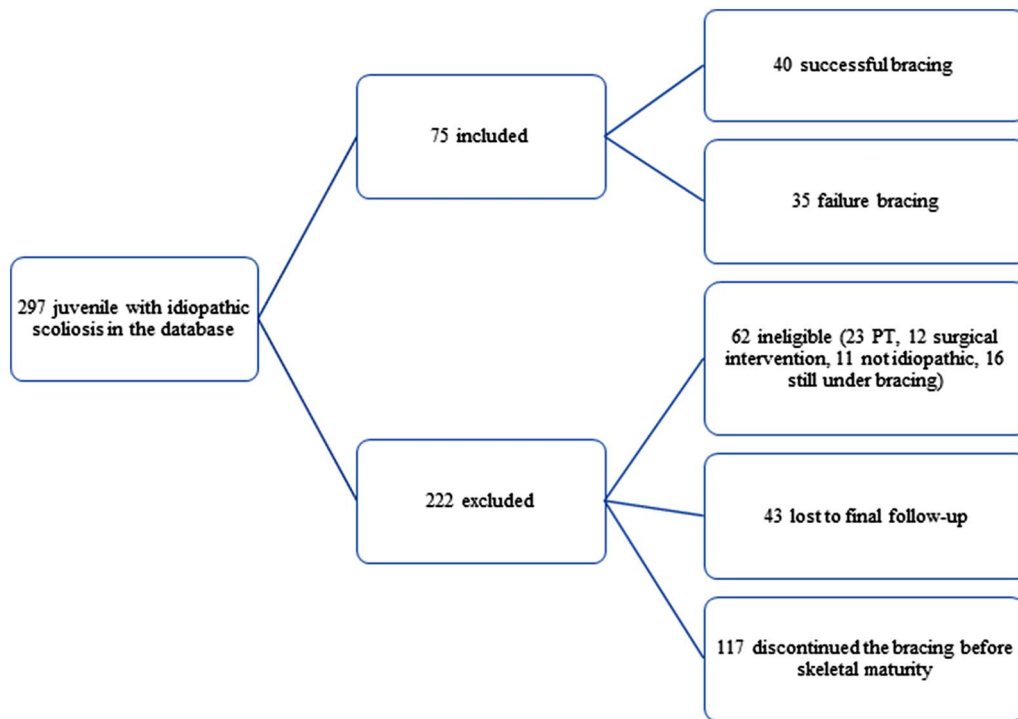 297 juvenile with idiopathic
scoliosis in the database
75 included
222 excluded
40 successful bracing
35 failure bracing
62 ineligible (23 PT, 12 surgical
intervention, 11 not idiopathic, 16
still under bracing)
43 lost to final follow-up
117 discontinued the bracing before
skeletal maturity